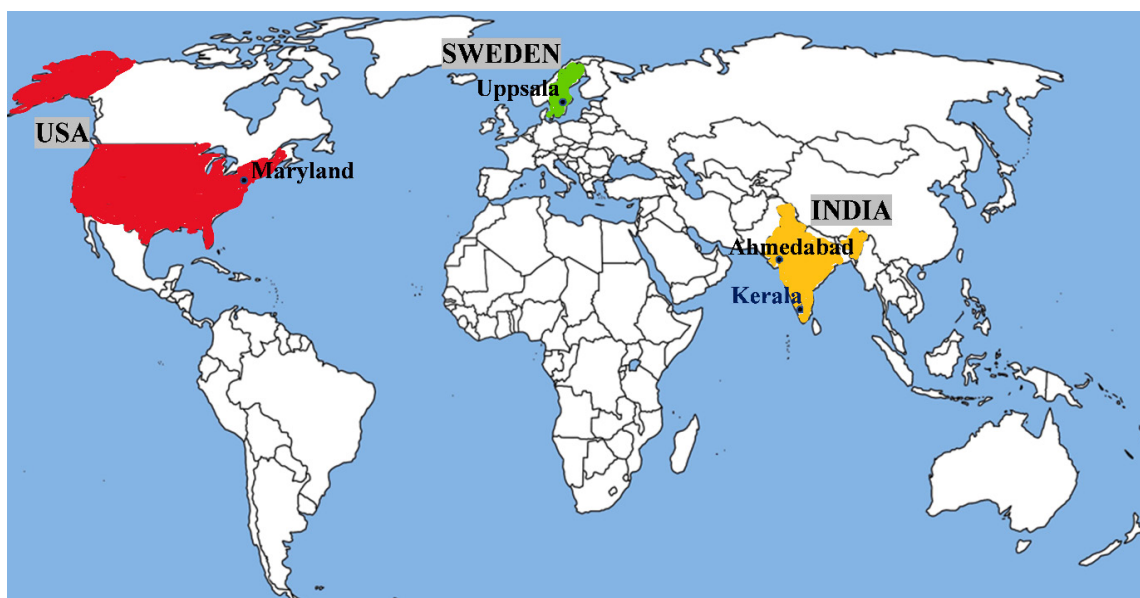 SWEDEN
Uppsala
USA
Maryland
INDIA
Ahmedabad
Kerala